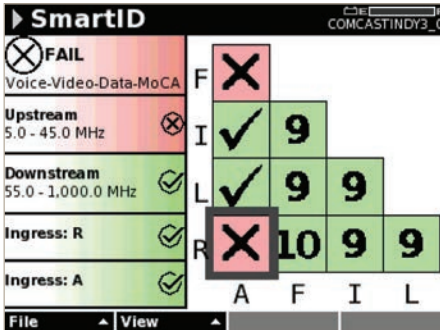 SmartID
COMCASTINDY3_
FAIL
Voice-Video-Data-MoCA
Upstream
5.0 - 45.0 MHz
Downstream
55.0 - 1,000.0 MHz
Ingress: R
Ingress: A
F
I 9
L 9 9
R 10 9 9
A F I L
File View